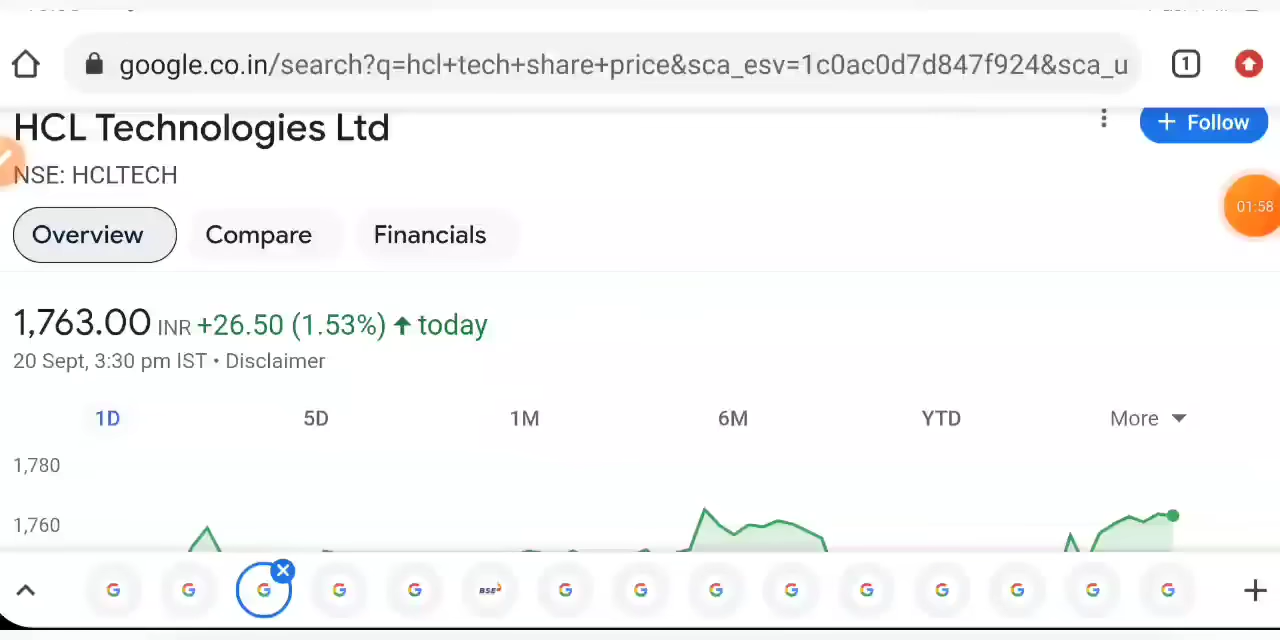 google.co.in/search?q=hcl+tech+share+price&sca_esv=1c0ac0d7d847f924&sca_u
1
HCL Technologies Ltd
+ Follow
NSE: HCLTECH
01:58
Overview
Compare
Financials
1,763.00 INR +26.50 (1.53%) ↑ today
20 Sept, 3:30 pm IST • Disclaimer
1D 5D 1M 6M YTD More
1,780
1,760
BSE